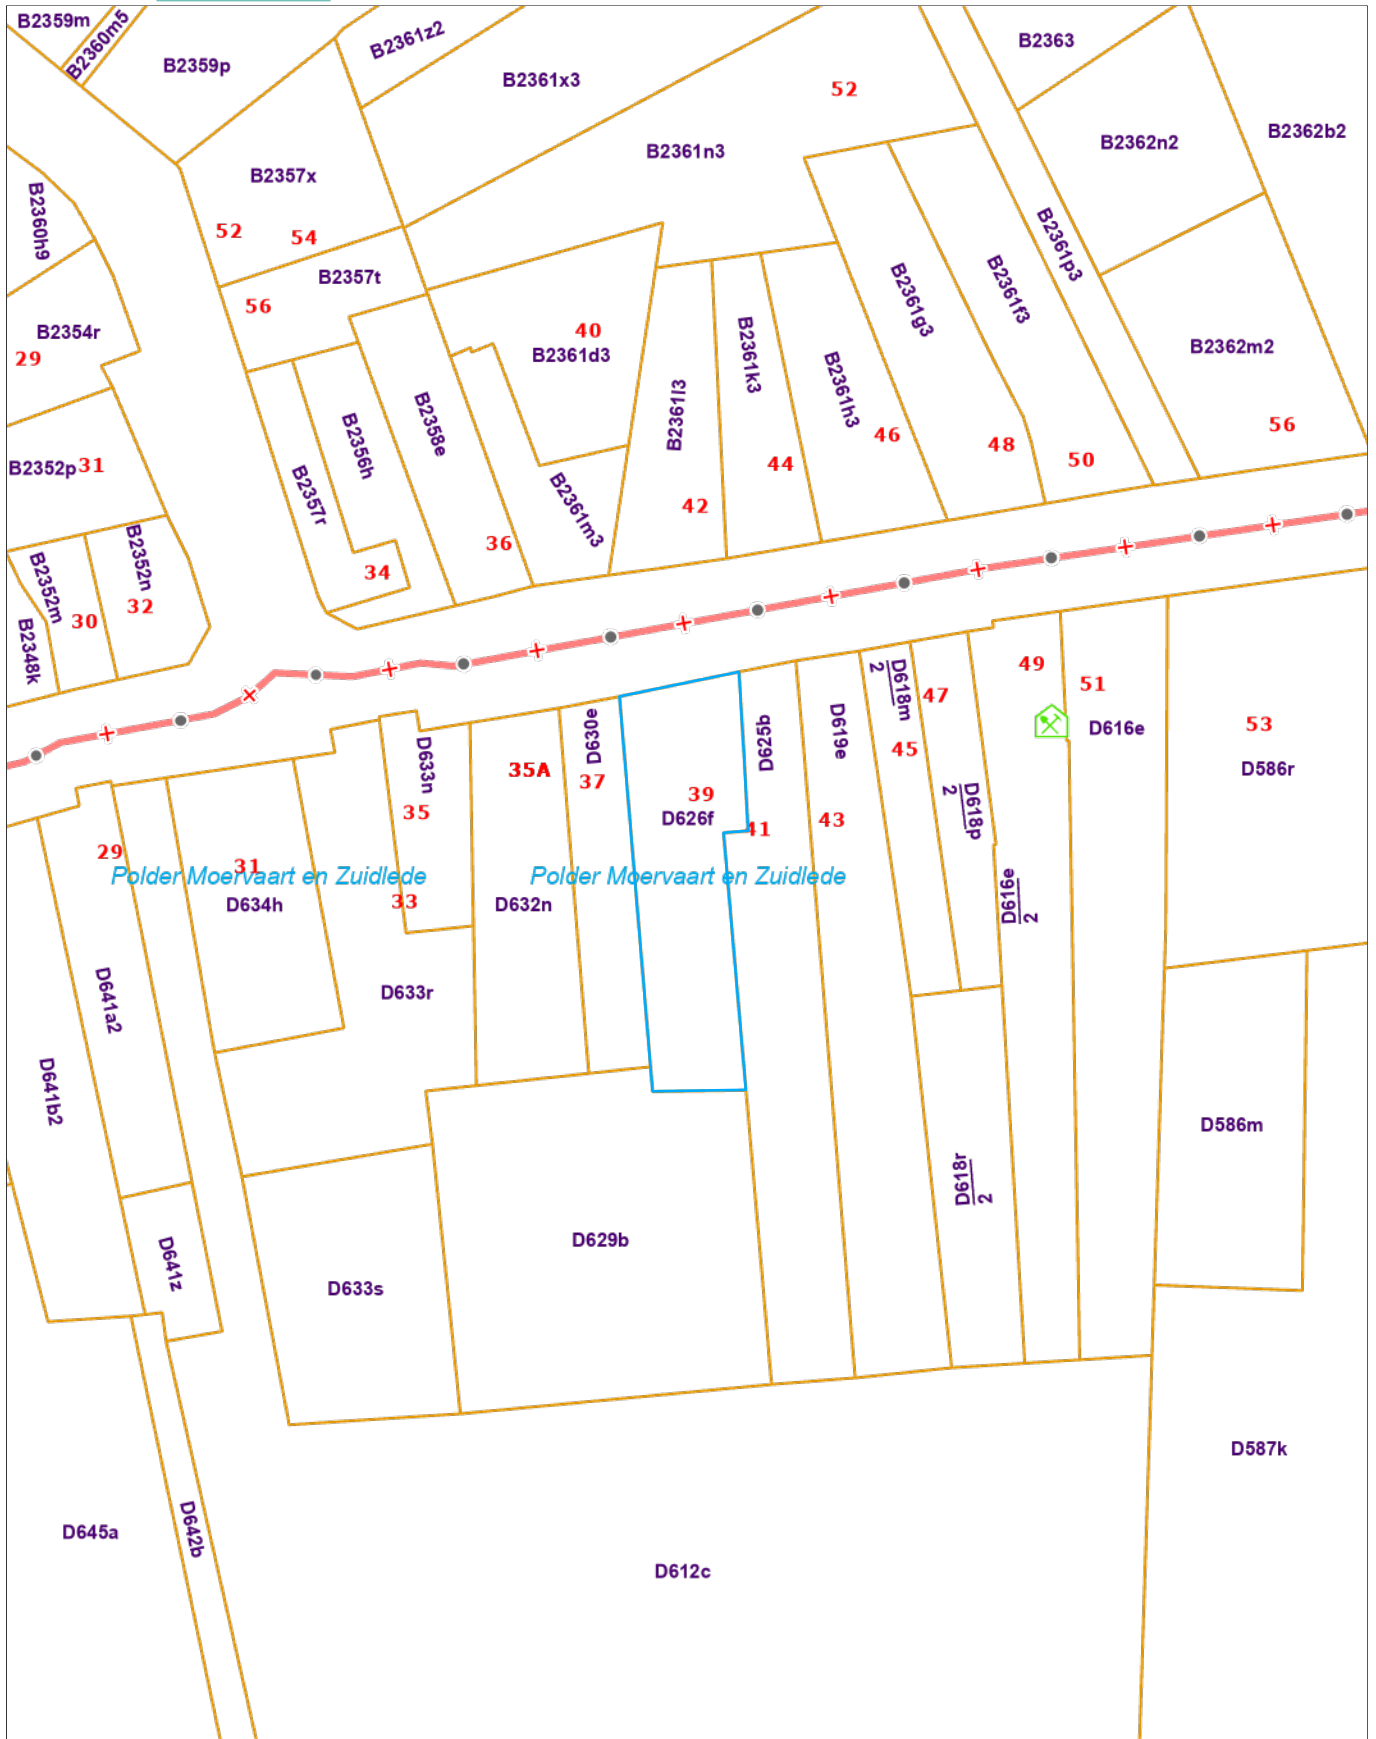 B2359m
B2360m5
B2359p
B2361z2
B2361x3
52
B2363
B2362n2
B2362b2
B2361n3
B2357x
52
54
B2360h9
B2361p3
B2357t
56
B2361g3
B2361f3
B2354r
29
40
B2361d3
B2361k3
B2361h3
B2362m2
B2361l3
B2358e
B2356h
56
46
48
50
B2352p
31
44
B2357r
B2361m3
42
36
B2352n
B2352m
34
32
30
B2348k
49
51
D618m
2
47
53
D630e
D625b
D619e
D633n
D616e
45
D586r
35A
37
39
D626f
D618p
2
35
41
43
29
31
Polder Moervaart en Zuidlede
Polder Moervaart en Zuidlede
33
D634h
D632n
D616e
2
D641a2
D633r
D641b2
D586m
D618r
2
D629b
D641z
D633s
D587k
D645a
D642b
D612c